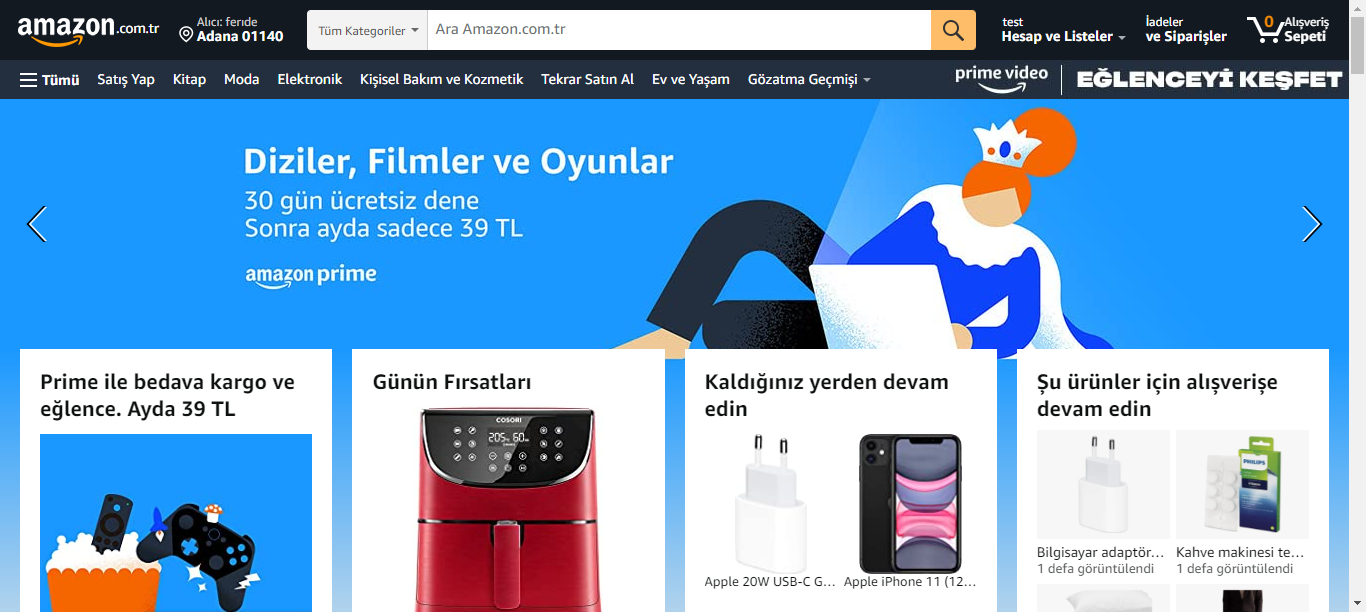 amazon.com.tr
Alıcı: feride
Adana 01140
Tüm Kategoriler
Ara Amazon.com.tr
test
Hesap ve Listeler
İadeler
ve Siparişler
0
Alışveriş
Sepeti
Tümü
Satış Yap
Kitap
Moda
Elektronik
Kişisel Bakım ve Kozmetik
Tekrar Satın Al
Ev ve Yaşam
Gözatma Geçmişi
prime video
EĞLENCEYİ KEŞFET
Diziler, Filmler ve Oyunlar
30 gün ücretsiz dene
Sonra ayda sadece 39 TL
amazon prime
Prime ile bedava kargo ve
eğlence. Ayda 39 TL
Günün Fırsatları
COSORI
205 60
Kaldığınız yerden devam
edin
Apple 20W USB-C G...
Apple iPhone 11 (12...
Şu ürünler için alışverişe
devam edin
PHILIPS
Bilgisayar adaptör...
1 defa görüntülendi
Kahve makinesi te...
1 defa görüntülendi